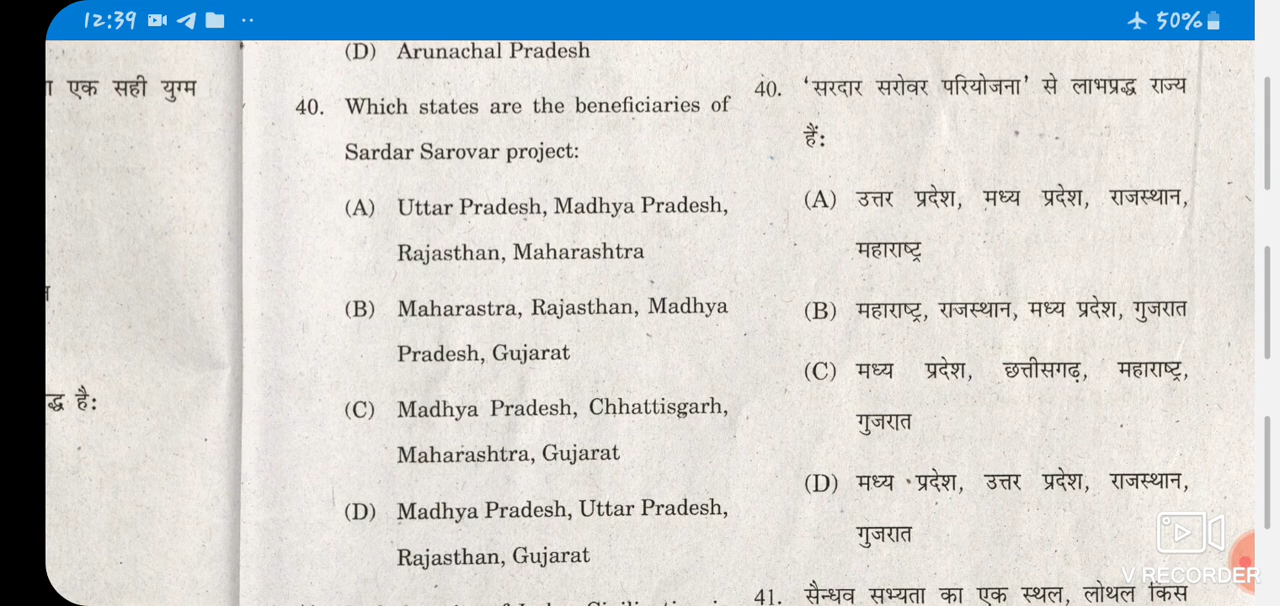 12:39
50%
(D) Arunachal Pradesh
एक सही युग्म
द्ध है:
40. Which states are the beneficiaries of
Sardar Sarovar project:
(A) Uttar Pradesh, Madhya Pradesh,
Rajasthan, Maharashtra
(B) Maharastra, Rajasthan, Madhya
Pradesh, Gujarat
(C) Madhya Pradesh, Chhattisgarh,
Maharashtra, Gujarat
(D) Madhya Pradesh, Uttar Pradesh,
Rajasthan, Gujarat
40. 'सरदार सरोवर परियोजना' से लाभप्रद्ध राज्य
हैं:
(A) उत्तर प्रदेश, मध्य प्रदेश, राजस्थान,
महाराष्ट्र
(B) महाराष्ट्र, राजस्थान, मध्य प्रदेश, गुजरात
(C) मध्य प्रदेश, छत्तीसगढ़, महाराष्ट्र,
गुजरात
(D) मध्य प्रदेश, उत्तर प्रदेश, राजस्थान,
गुजरात
41. सैन्धव सभ्यता का एक स्थल, लोथल किस
V RECORDER